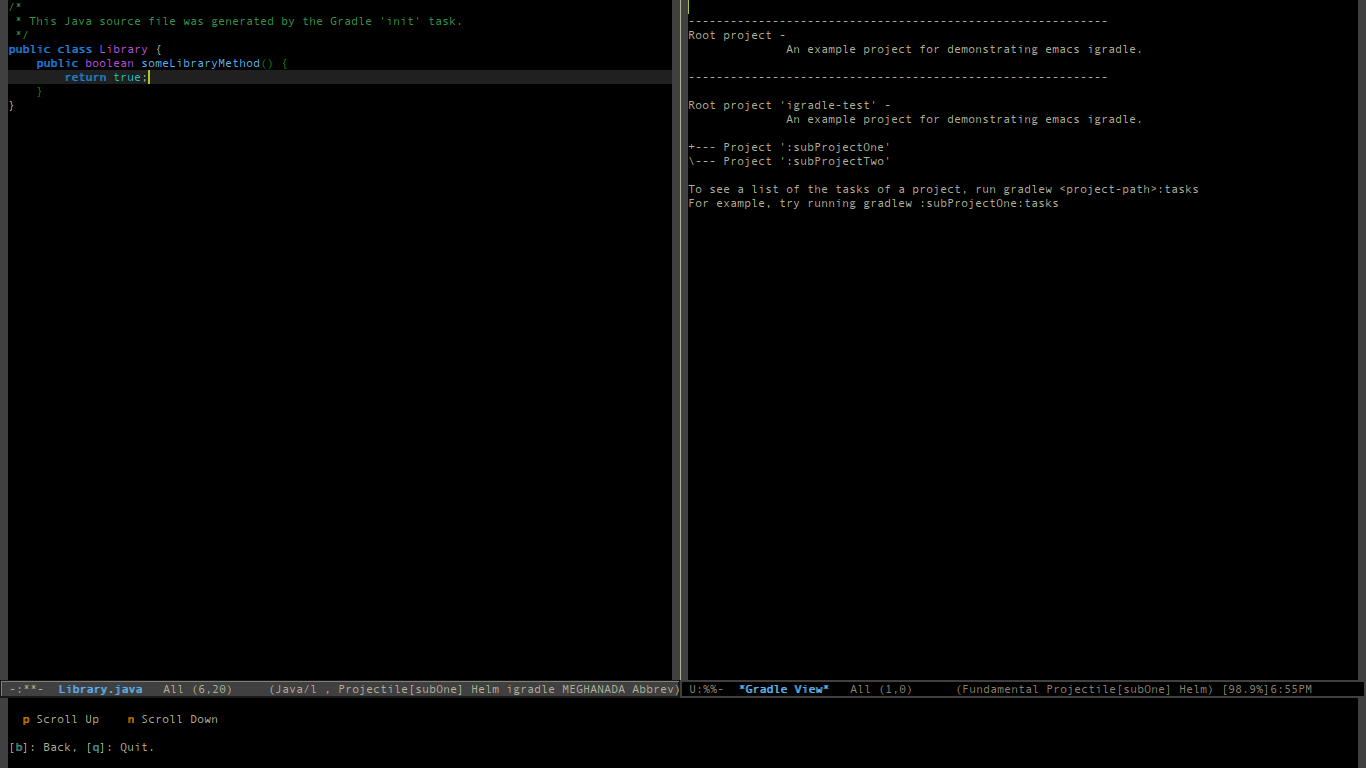 /*
 * This Java source file was generated by the Gradle 'init' task.
 */
public class Library {
    public boolean someLibraryMethod() {
        return true;
    }
}
------------------------------------------------------------
Root project -
              An example project for demonstrating emacs igradle.
------------------------------------------------------------
Root project 'igradle-test' -
              An example project for demonstrating emacs igradle.
+--- Project ':subProjectOne'
\--- Project ':subProjectTwo'
To see a list of the tasks of a project, run gradlew <project-path>:tasks
For example, try running gradlew :subProjectOne:tasks
-:**-  Library.java   All (6,20)     (Java/l , Projectile[subOne] Helm igradle MEGHANADA Abbrev)
U:%%-  *Gradle View*   All (1,0)      (Fundamental Projectile[subOne] Helm) [98.9%]6:55PM
p Scroll Up    n Scroll Down
[b]: Back, [q]: Quit.